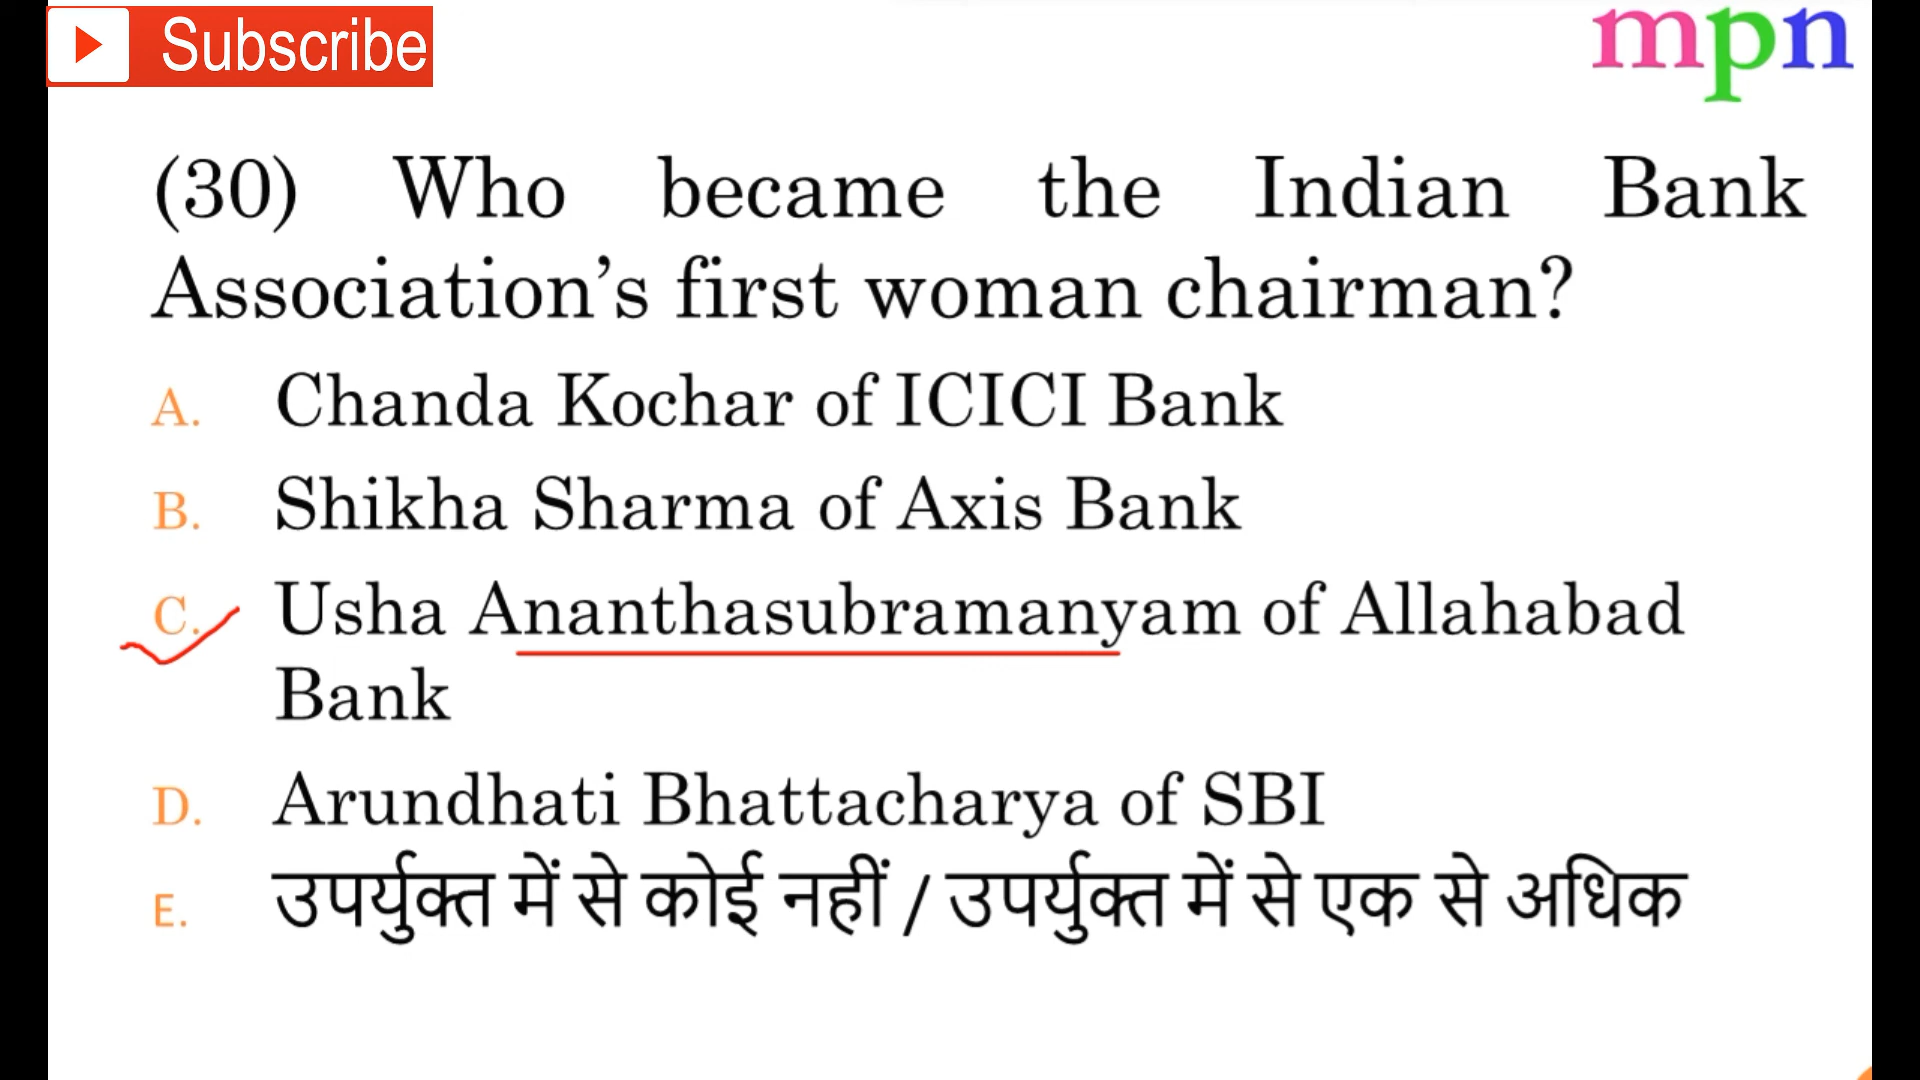 Subscribe
mpn
(30) Who became the Indian Bank
Association’s first woman chairman?
A. Chanda Kochar of ICICI Bank
B. Shikha Sharma of Axis Bank
C. Usha Ananthasubramanyam of Allahabad
Bank
D. Arundhati Bhattacharya of SBI
E. उपर्युक्त में से कोई नहीं / उपर्युक्त में से एक से अधिक